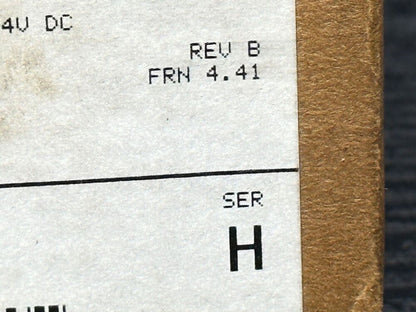 4V DC
REV B
FRN 4.41
SER
H